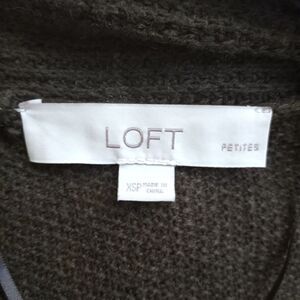 LOFT
PETITES
XSP MADE IN
CHINA